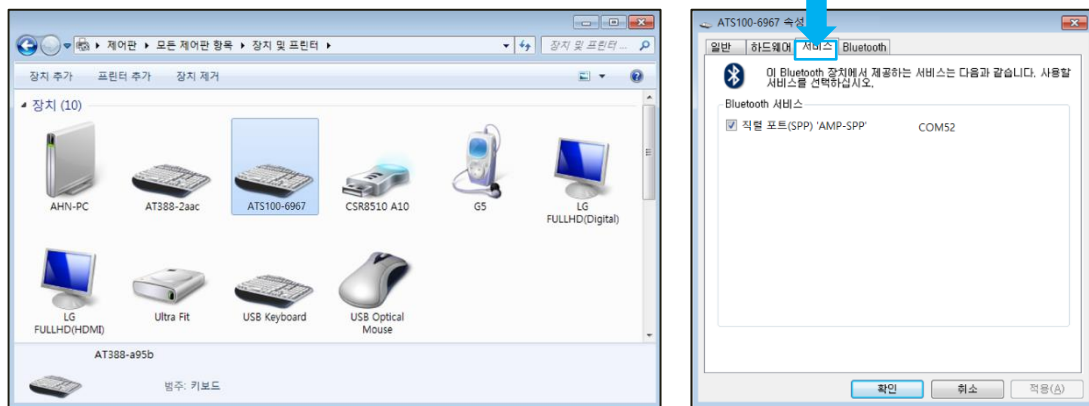 제어판 ▸ 모든 제어판 항목 ▸ 장치 및 프린터 ▸
장치 및 프린터 ...
장치 추가 프린터 추가 장치 제거
장치 (10)
AHN-PC
AT388-2aac
ATS100-6967
CSR8510 A10
G5
LG
FULLHD(Digital)
LG
FULLHD(HDMI)
Ultra Fit
USB Keyboard
USB Optical
Mouse
AT388-a95b
범주: 키보드
ATS100-6967 속성
일반 하드웨어 서비스 Bluetooth
이 Bluetooth 장치에서 제공하는 서비스는 다음과 같습니다. 사용할
서비스를 선택하십시오.
Bluetooth 서비스
직렬 포트(SPP) 'AMP-SPP' COM52
확인 취소 적용(A)